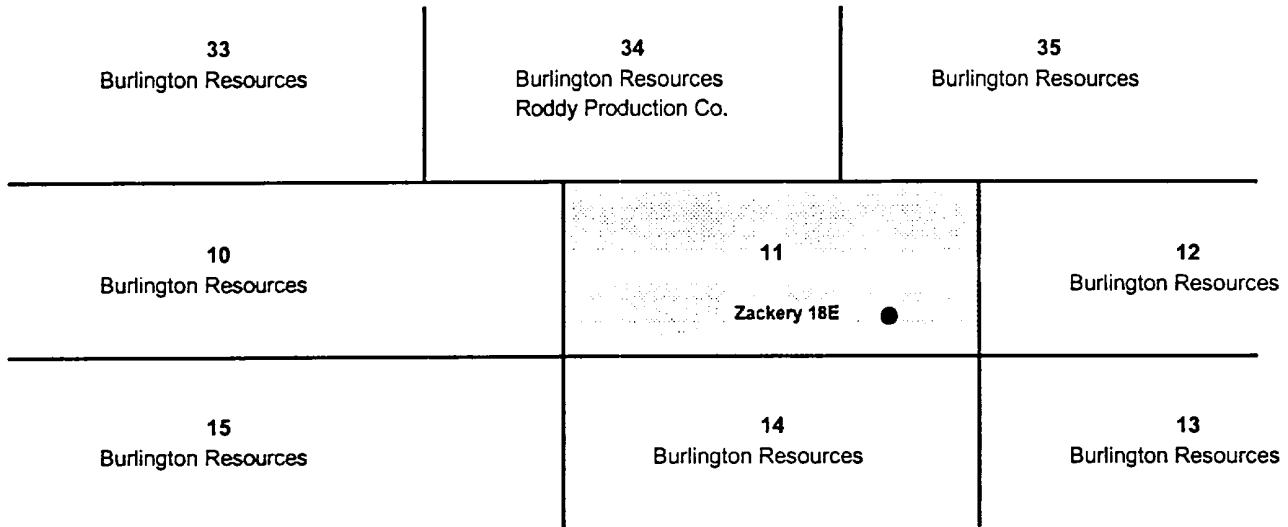 33
Burlington Resources
34
Burlington Resources
Roddy Production Co.
35
Burlington Resources
10
Burlington Resources
11
Zackery 18E
12
Burlington Resources
15
Burlington Resources
14
Burlington Resources
13
Burlington Resources